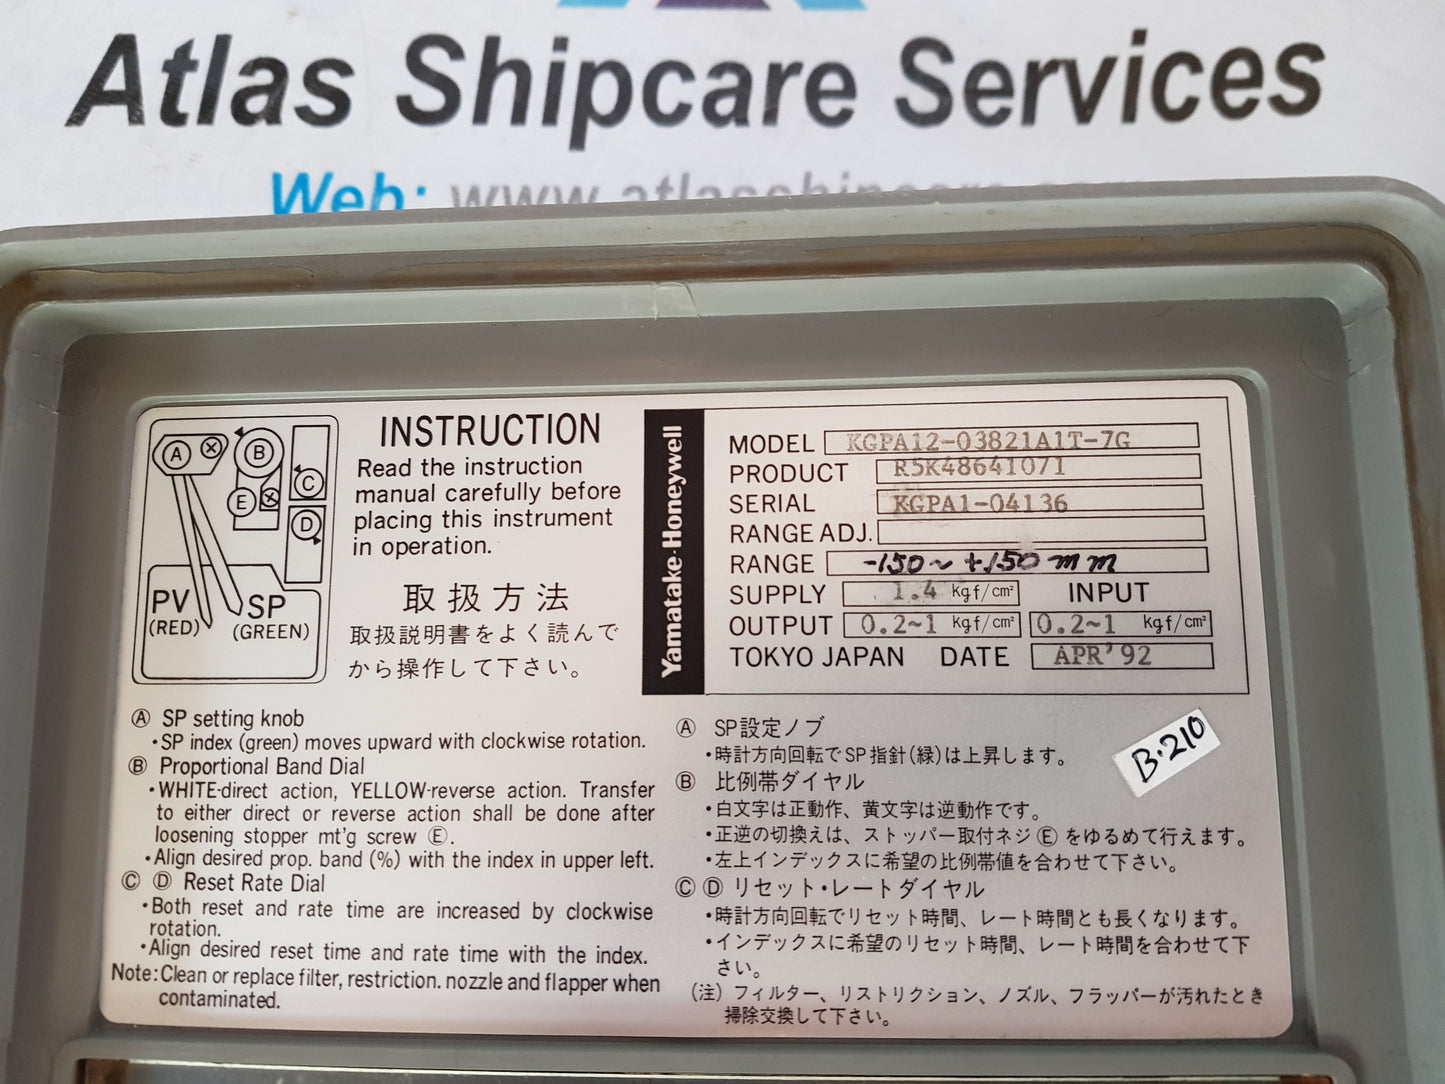 Atlas Shipcare Services
Web: www.atlasshipcare.com
A
B
C
E
D
PV
(RED)
SP
(GREEN)
INSTRUCTION
Read the instruction
manual carefully before
placing this instrument
in operation.
取扱方法
取扱説明書をよく読んで
から操作して下さい。
Yamatake-Honeywell
MODEL KGPA12-03821A1T-7G
PRODUCT R5K48641071
SERIAL KGPA1-04136
RANGE ADJ.
RANGE -150~+150mm
SUPPLY 1.4 Kgf/cm² INPUT
OUTPUT 0.2~1 Kgf/cm² 0.2~1 Kgf/cm²
TOKYO JAPAN DATE APR'92
Ⓐ SP setting knob
・SP index (green) moves upward with clockwise rotation.
Ⓑ Proportional Band Dial
・WHITE-direct action, YELLOW-reverse action. Transfer
to either direct or reverse action shall be done after
loosening stopper mt'g screw Ⓔ.
・Align desired prop. band (%) with the index in upper left.
Ⓒ Ⓓ Reset Rate Dial
・Both reset and rate time are increased by clockwise
rotation.
・Align desired reset time and rate time with the index.
Note: Clean or replace filter, restriction. nozzle and flapper when
contaminated.
Ⓐ SP設定ノブ
・時計方向回転でSP指針(緑)は上昇します。
Ⓑ 比例帯ダイヤル
・白文字は正動作、黄文字は逆動作です。
・正逆の切換えは、ストッパー取付ネジⒺをゆるめて行えます。
・左上インデックスに希望の比例帯値を合わせて下さい。
Ⓒ Ⓓ リセット・レートダイヤル
・時計方向回転でリセット時間、レート時間とも長くなります。
・インデックスに希望のリセット時間、レート時間を合わせて下
さい。
(注) フィルター、リストリクション、ノズル、フラッパーが汚れたとき
掃除交換して下さい。
B.210